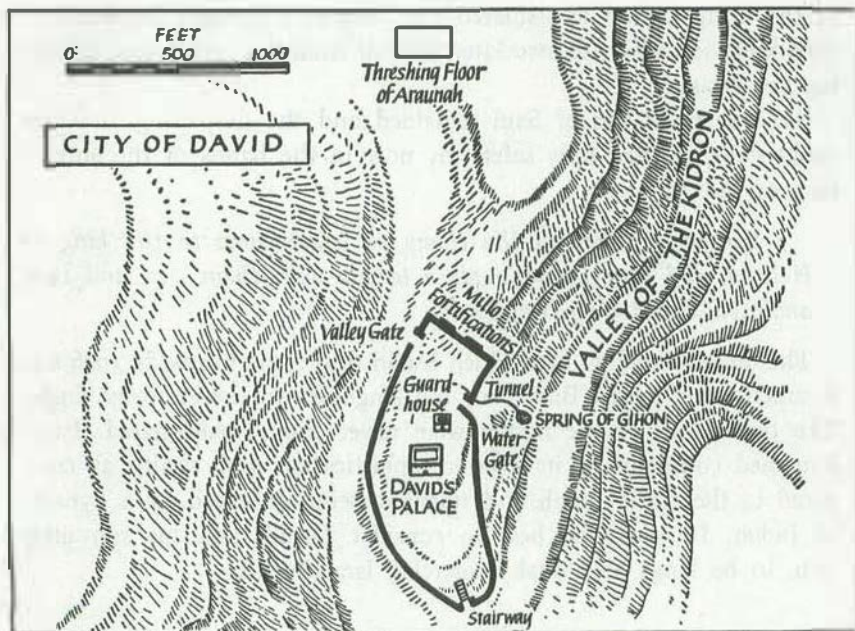 FEET
0 500 1000
Threshing Floor
of Araunah
CITY OF DAVID
VALLEY OF THE KIDRON
Millo
Fortifications
Valley Gate
Guard-
house
Tunnel
SPRING OF GIHON
Water
Gate
DAVID'S
PALACE
Stairway